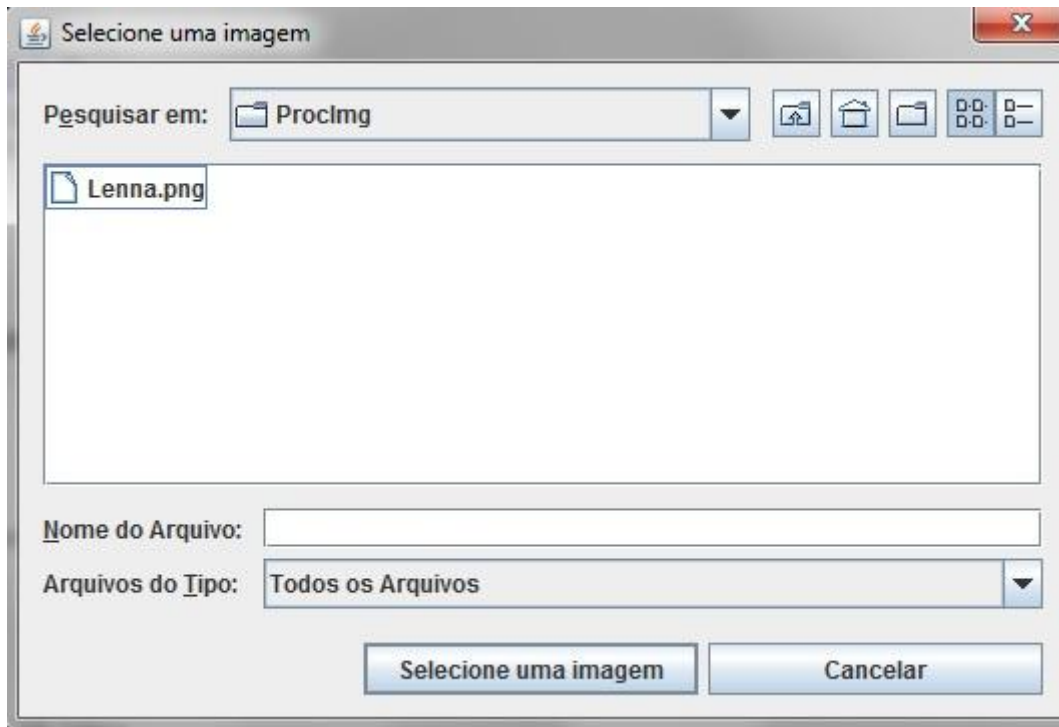 Selecione uma imagem
Pesquisar em: ProcImg
Lenna.png
Nome do Arquivo:
Arquivos do Tipo: Todos os Arquivos
Selecione uma imagem Cancelar